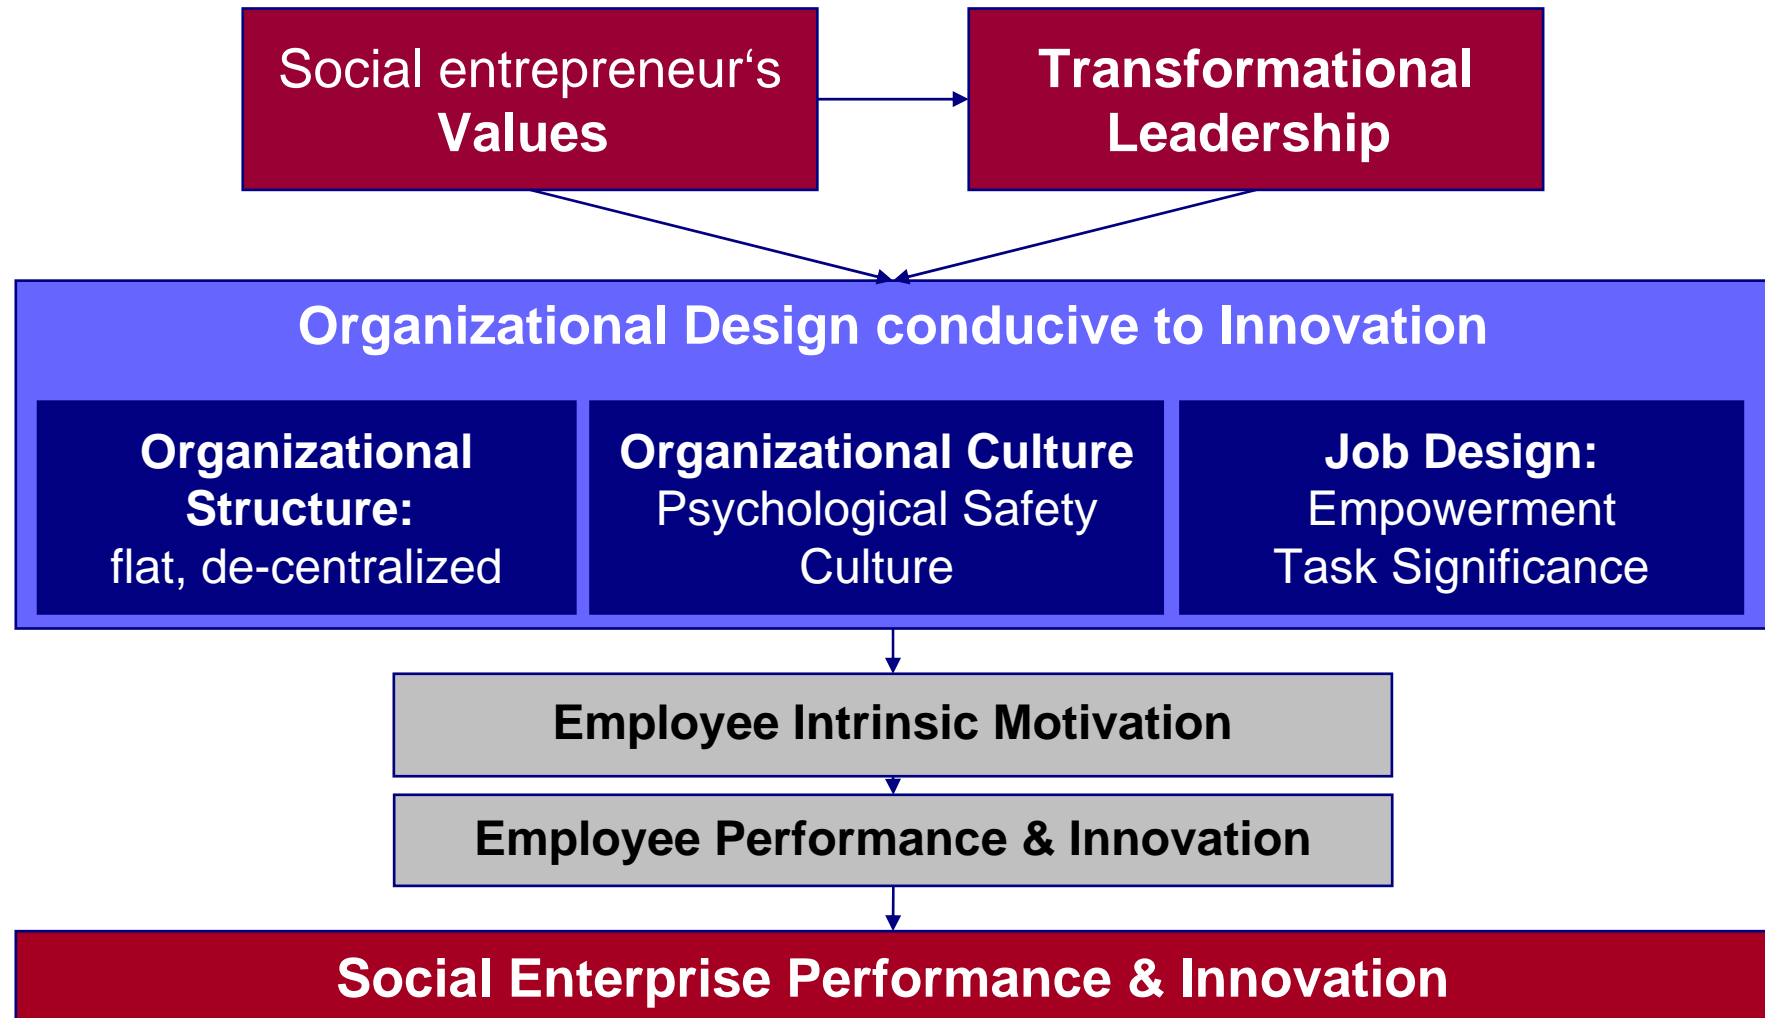 Social entrepreneur‘s
Values
Transformational
Leadership
Organizational Design conducive to Innovation
Organizational
Structure:
flat, de-centralized
Organizational Culture
Psychological Safety
Culture
Job Design:
Empowerment
Task Significance
Employee Intrinsic Motivation
Employee Performance & Innovation
Social Enterprise Performance & Innovation